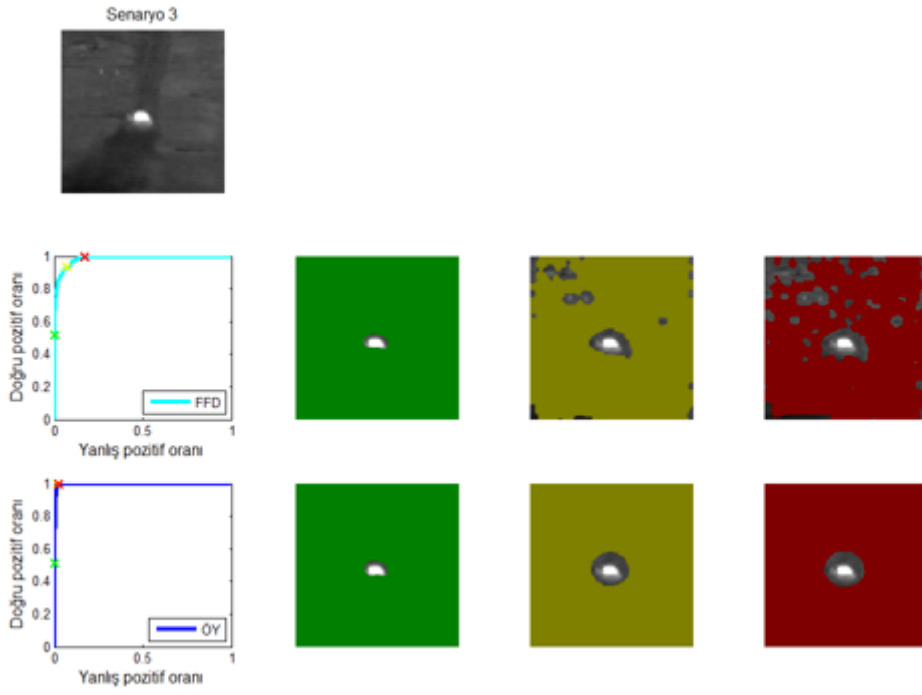 Senaryo 3
Doğru pozitif oranı
1
0.8
0.6
0.4
0.2
0
FFD
0 0.5 1
Yanlış pozitif oranı
Doğru pozitif oranı
1
0.8
0.6
0.4
0.2
0
ÖY
0 0.5 1
Yanlış pozitif oranı